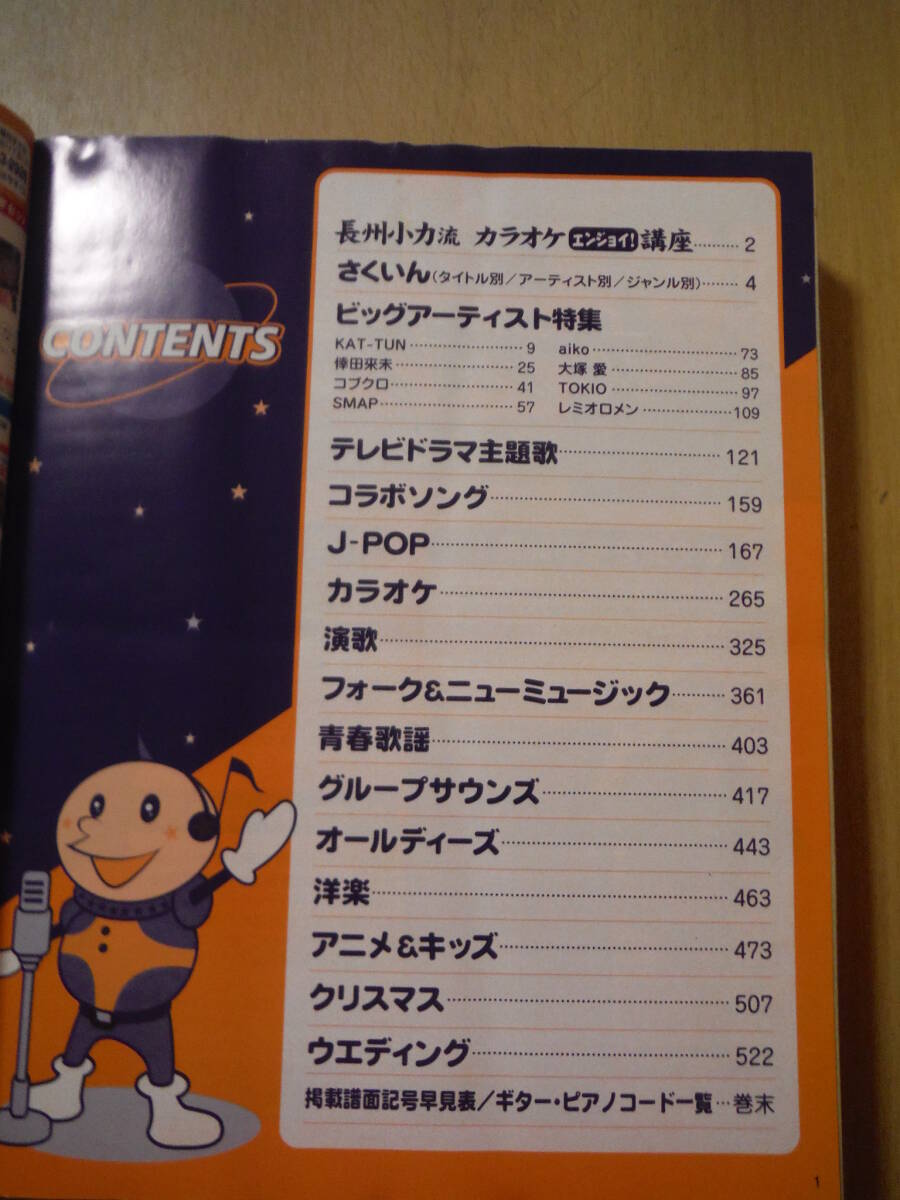 CONTENTS
長州小力流 カラオケ エンジョイ! 講座………2
さくいん(タイトル別/アーティスト別/ジャンル別)………4
ビッグアーティスト特集
KAT-TUN………9
倖田來未………25
コブクロ………41
SMAP………57
aiko………73
大塚 愛………85
TOKIO………97
レミオロメン………109
テレビドラマ主題歌………121
コラボソング………159
J-POP………167
カラオケ………265
演歌………325
フォーク&ニューミュージック………361
青春歌謡………403
グループサウンズ………417
オールディーズ………443
洋楽………463
アニメ&キッズ………473
クリスマス………507
ウエディング………522
掲載譜面記号早見表/ギター・ピアノコード一覧…巻末
1